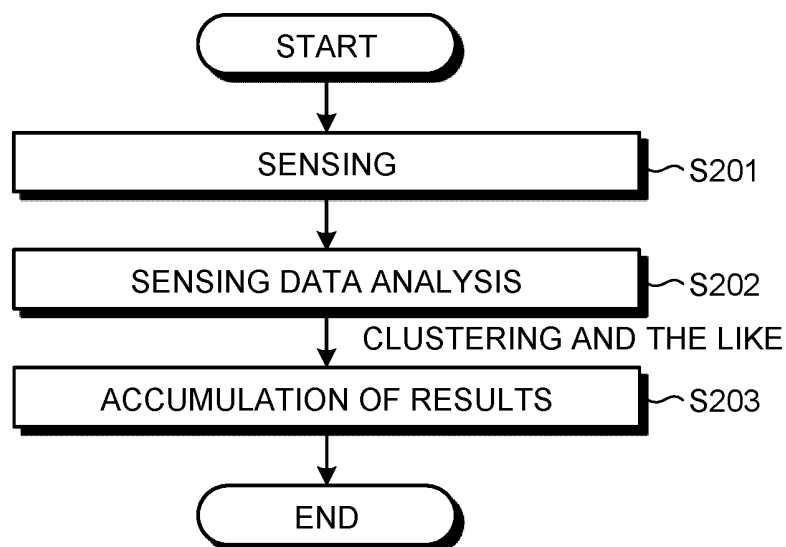 START
SENSING
S201
SENSING DATA ANALYSIS
S202
CLUSTERING AND THE LIKE
ACCUMULATION OF RESULTS
S203
END